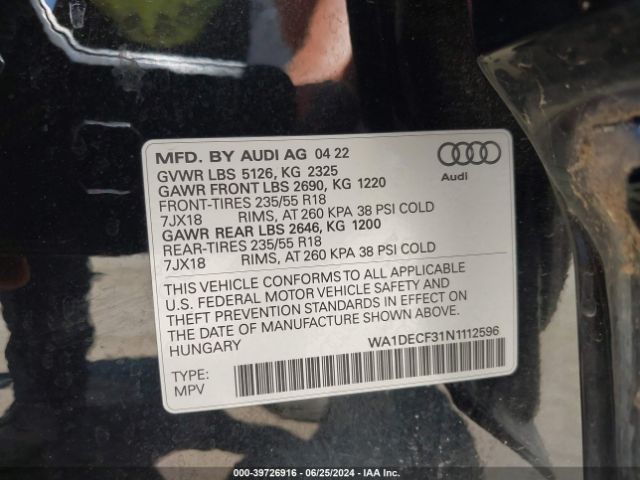 MFD. BY AUDI AG 04 22
GVWR LBS 5126, KG 2325
GAWR FRONT LBS 2690, KG 1220
FRONT-TIRES 235/55 R18
7JX18 RIMS, AT 260 KPA 38 PSI COLD
GAWR REAR LBS 2646, KG 1200
REAR-TIRES 235/55 R18
7JX18 RIMS, AT 260 KPA 38 PSI COLD
Audi
THIS VEHICLE CONFORMS TO ALL APPLICABLE
U.S. FEDERAL MOTOR VEHICLE SAFETY AND
THEFT PREVENTION STANDARDS IN EFFECT ON
THE DATE OF MANUFACTURE SHOWN ABOVE.
HUNGARY
WA1DECF31N1112596
TYPE:
MPV
000-39726916 - 06/25/2024 - IAA Inc.